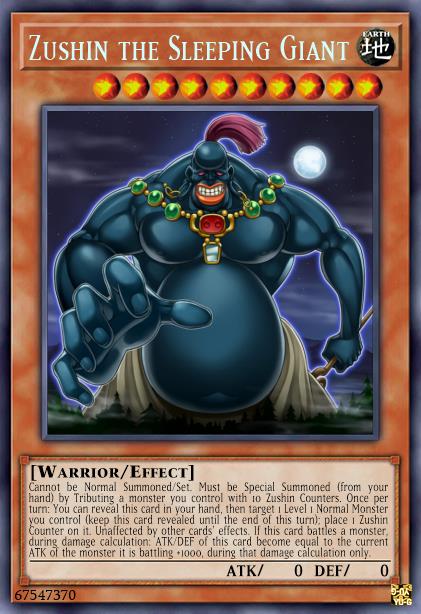 Zushin the Sleeping Giant
EARTH
地
[Warrior/Effect]
Cannot be Normal Summoned/Set. Must be Special Summoned (from your
hand) by Tributing a monster you control with 10 Zushin Counters. Once per
turn: You can reveal this card in your hand, then target 1 Level 1 Normal Monster
you control (keep this card revealed until the end of this turn); place 1 Zushin
Counter on it. Unaffected by other cards' effects. If this card battles a monster,
during damage calculation: ATK/DEF of this card become equal to the current
ATK of the monster it is battling +1000, during that damage calculation only.
ATK/ 0 DEF/ 0
67547370